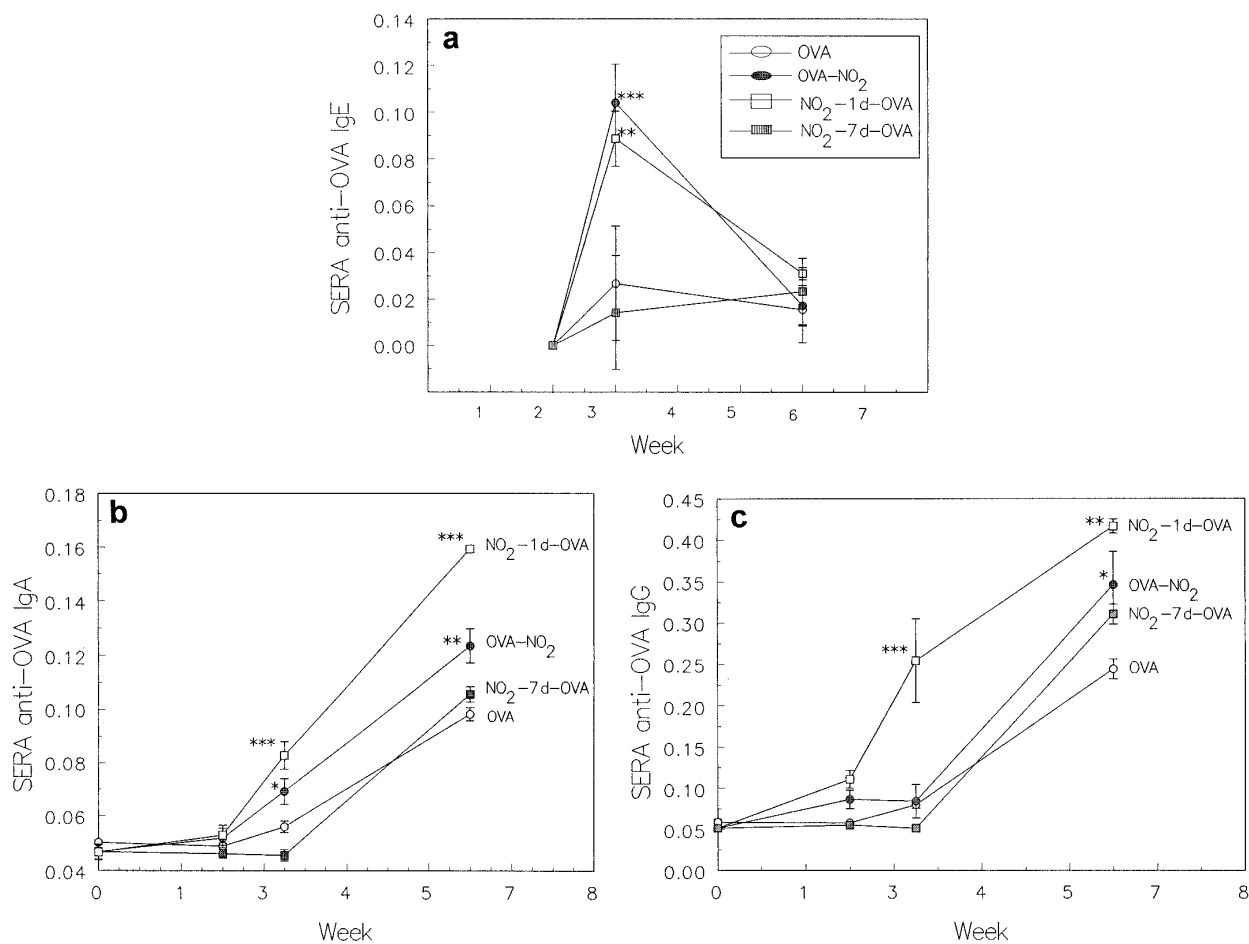 a
0.14
0.12
0.10
0.08
0.06
0.04
0.02
0.00
SERA anti-OVA IgE
OVA
OVA-NO2
NO2-1d-OVA
NO2-7d-OVA
***
**
1 2 3 4 5 6 7
Week
b
0.18
0.16
0.14
0.12
0.10
0.08
0.06
0.04
SERA anti-OVA IgA
*** NO2-1d-OVA
** OVA-NO2
NO2-7d-OVA
OVA
***
*
0 1 3 4 5 7 8
Week
c
0.45
0.40
0.35
0.30
0.25
0.20
0.15
0.10
0.05
0.00
SERA anti-OVA IgG
** NO2-1d-OVA
* OVA-NO2
NO2-7d-OVA
OVA
***
0 1 3 4 5 7 8
Week